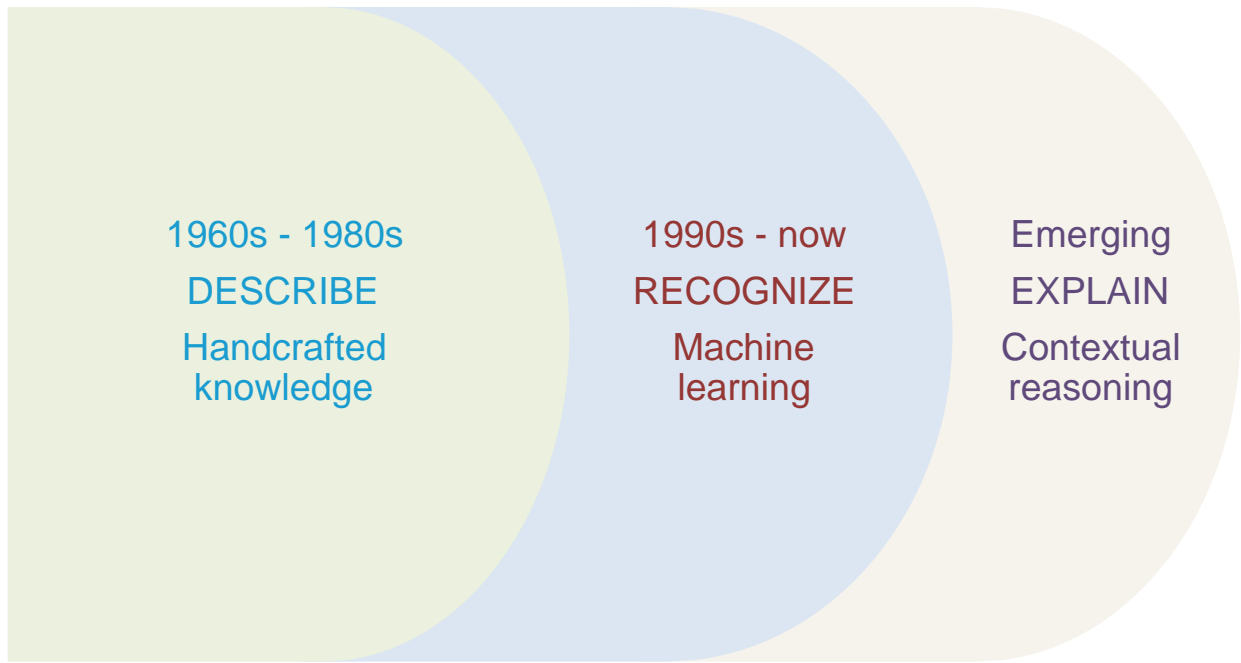 1960s - 1980s
DESCRIBE
Handcrafted
knowledge
1990s - now
RECOGNIZE
Machine
learning
Emerging
EXPLAIN
Contextual
reasoning